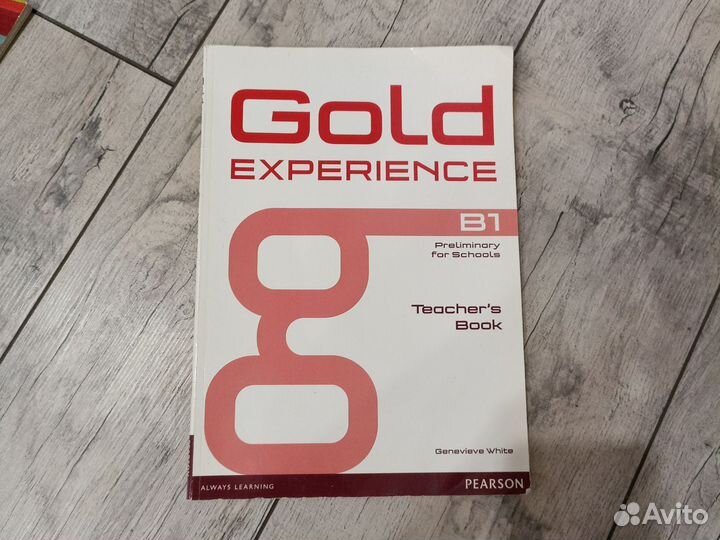 Gold
EXPERIENCE
B1
Preliminary
for Schools
Teacher's
Book
Genevieve White
ALWAYS LEARNING
PEARSON
Avito